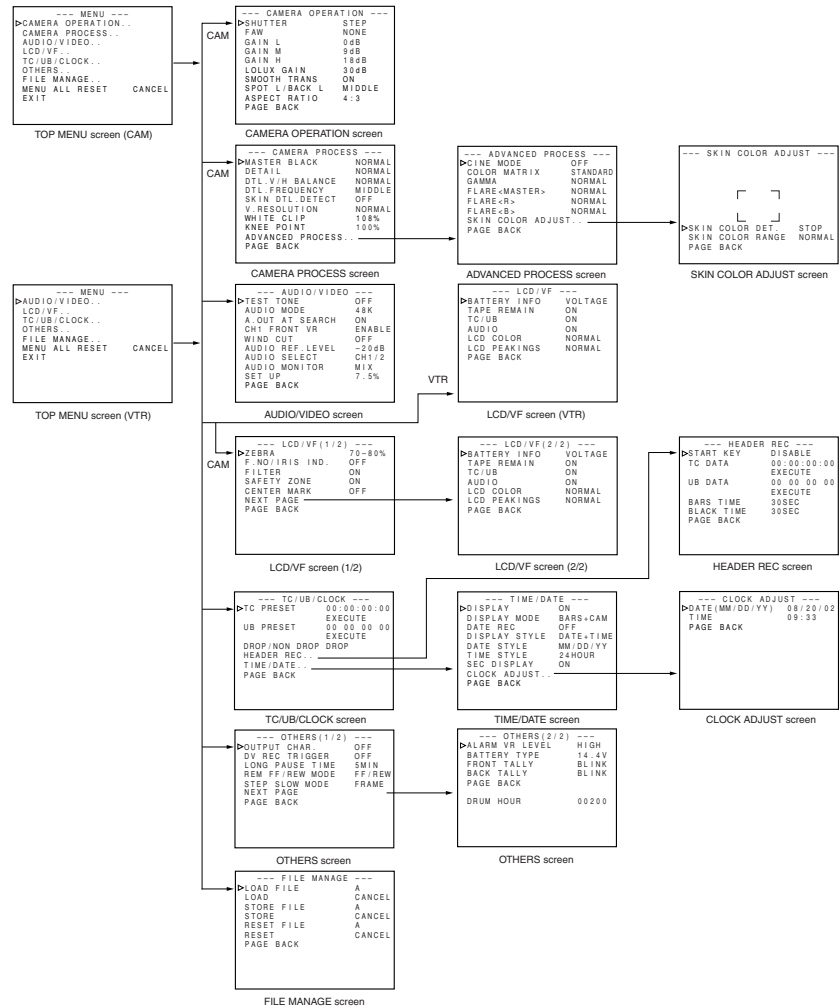 --- MENU ---
CAMERA OPERATION..
CAMERA PROCESS..
AUDIO/VIDEO..
LCD/VF..
TC/UB/CLOCK..
OTHERS..
FILE MANAGE..
MENU ALL RESET CANCEL
EXIT
TOP MENU screen (CAM)
CAM
--- CAMERA OPERATION ---
SHUTTER STEP
FAW NONE
GAIN L 0dB
GAIN M 9dB
GAIN H 18dB
LOLUX GAIN 30dB
SMOOTH TRANS ON
SPOT L/BACK L MIDDLE
ASPECT RATIO 4:3
PAGE BACK
CAMERA OPERATION screen
CAM
--- CAMERA PROCESS ---
MASTER BLACK NORMAL
DETAIL NORMAL
DTL.V/H BALANCE NORMAL
DTL.FREQUENCY MIDDLE
SKIN DTL.DETECT OFF
V.RESOLUTION NORMAL
WHITE CLIP 108%
KNEE POINT 100%
ADVANCED PROCESS..
PAGE BACK
CAMERA PROCESS screen
--- ADVANCED PROCESS ---
CINE MODE OFF
COLOR MATRIX STANDARD
GAMMA NORMAL
FLARE<MASTER> NORMAL
FLARE<R> NORMAL
FLARE<B> NORMAL
SKIN COLOR ADJUST..
PAGE BACK
ADVANCED PROCESS screen
--- SKIN COLOR ADJUST ---
SKIN COLOR DET. STOP
SKIN COLOR RANGE NORMAL
PAGE BACK
SKIN COLOR ADJUST screen
--- MENU ---
AUDIO/VIDEO..
LCD/VF..
TC/UB/CLOCK..
OTHERS..
FILE MANAGE..
MENU ALL RESET CANCEL
EXIT
TOP MENU screen (VTR)
--- AUDIO/VIDEO ---
TEST TONE OFF
AUDIO MODE 48K
A.OUT AT SEARCH ON
CH1 FRONT VR ENABLE
WIND CUT OFF
AUDIO REF.LEVEL -20dB
AUDIO SELECT CH1/2
AUDIO MONITOR MIX
SET UP 7.5%
PAGE BACK
AUDIO/VIDEO screen
VTR
--- LCD/VF ---
BATTERY INFO VOLTAGE
TAPE REMAIN ON
TC/UB ON
AUDIO ON
LCD COLOR NORMAL
LCD PEAKINGS NORMAL
PAGE BACK
LCD/VF screen (VTR)
CAM
--- LCD/VF(1/2) ---
ZEBRA 70-80%
F.NO/IRIS IND. OFF
FILTER ON
SAFETY ZONE ON
CENTER MARK OFF
NEXT PAGE
PAGE BACK
LCD/VF screen (1/2)
--- LCD/VF(2/2) ---
BATTERY INFO VOLTAGE
TAPE REMAIN ON
TC/UB ON
AUDIO ON
LCD COLOR NORMAL
LCD PEAKINGS NORMAL
PAGE BACK
LCD/VF screen (2/2)
--- HEADER REC ---
START KEY DISABLE
TC DATA 00:00:00:00
EXECUTE
UB DATA 00 00 00 00
EXECUTE
BARS TIME 30SEC
BLACK TIME 30SEC
PAGE BACK
HEADER REC screen
--- TC/UB/CLOCK ---
TC PRESET 00:00:00:00
EXECUTE
UB PRESET 00 00 00 00
EXECUTE
DROP/NON DROP DROP
HEADER REC..
TIME/DATE..
PAGE BACK
TC/UB/CLOCK screen
--- TIME/DATE ---
DISPLAY ON
DISPLAY MODE BARS+CAM
DATE REC OFF
DISPLAY STYLE DATE+TIME
DATE STYLE MM/DD/YY
TIME STYLE 24HOUR
SEC DISPLAY ON
CLOCK ADJUST..
PAGE BACK
TIME/DATE screen
--- CLOCK ADJUST ---
DATE(MM/DD/YY) 08/20/02
TIME 09:33
PAGE BACK
CLOCK ADJUST screen
--- OTHERS(1/2) ---
OUTPUT CHAR. OFF
DV REC TRIGGER OFF
LONG PAUSE TIME 5MIN
REM FF/REW MODE FF/REW
STEP SLOW MODE FRAME
NEXT PAGE
PAGE BACK
OTHERS screen
--- OTHERS(2/2) ---
ALARM VR LEVEL HIGH
BATTERY TYPE 14.4V
FRONT TALLY BLINK
BACK TALLY BLINK
PAGE BACK
DRUM HOUR 00200
OTHERS screen
--- FILE MANAGE ---
LOAD FILE A
LOAD CANCEL
STORE FILE A
STORE CANCEL
RESET FILE A
RESET CANCEL
PAGE BACK
FILE MANAGE screen